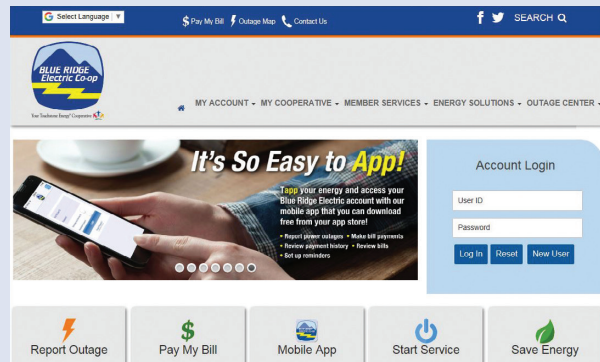 Select Language
Pay My Bill
Outage Map
Contact Us
SEARCH
BLUE RIDGE
Electric Co-op
Your Touchstone Energy® Cooperative
MY ACCOUNT
MY COOPERATIVE
MEMBER SERVICES
ENERGY SOLUTIONS
OUTAGE CENTER
It's So Easy to App!
Tapp your energy and access your
Blue Ridge Electric account with our
mobile app that you can download
free from your app store!
• Report power outages • Make bill payments
• Review payment history • Review bills
• Set up reminders
Account Login
User ID
Password
Log In Reset New User
Report Outage
Pay My Bill
Mobile App
Start Service
Save Energy